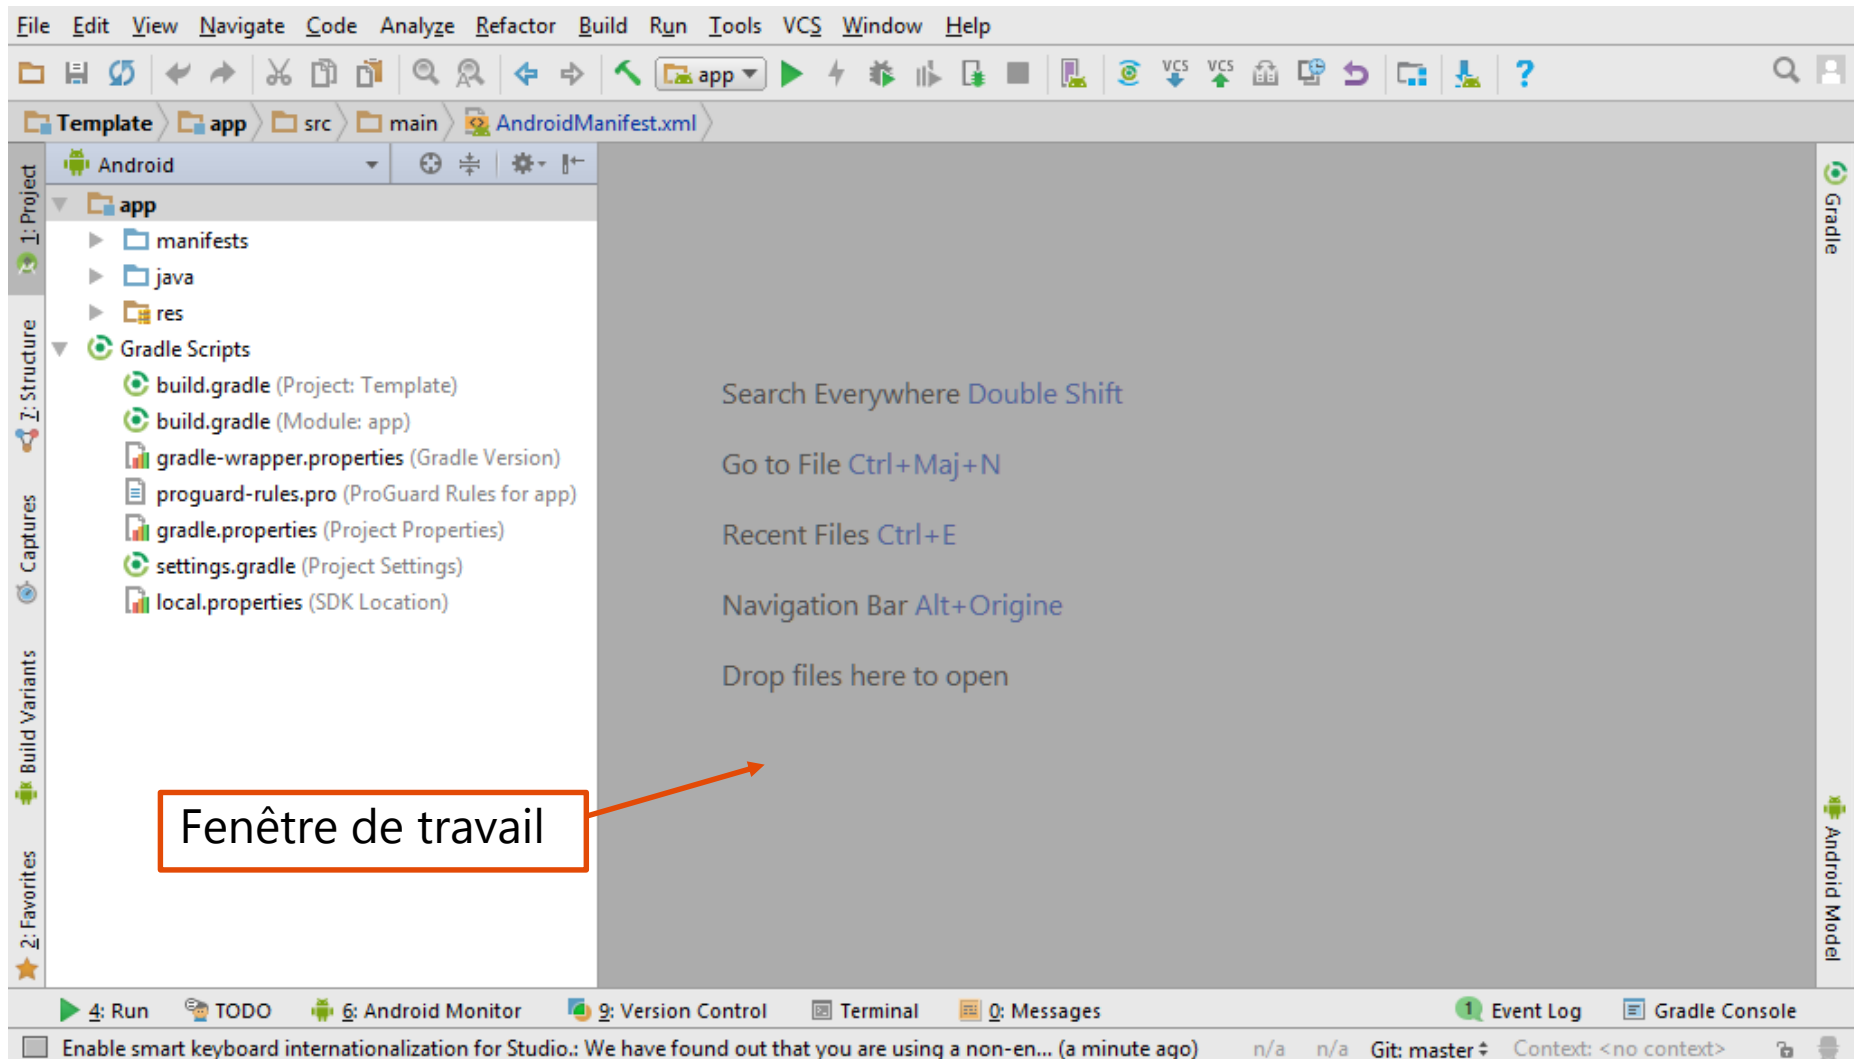 File Edit View Navigate Code Analyze Refactor Build Run Tools VCS Window Help
app VCS VCS ?
Template app src main AndroidManifest.xml
Android
1: Project
7: Structure
Captures
Build Variants
2: Favorites
app
manifests
java
res
Gradle Scripts
build.gradle (Project: Template)
build.gradle (Module: app)
gradle-wrapper.properties (Gradle Version)
proguard-rules.pro (ProGuard Rules for app)
gradle.properties (Project Properties)
settings.gradle (Project Settings)
local.properties (SDK Location)
Fenêtre de travail
Search Everywhere Double Shift
Go to File Ctrl+Maj+N
Recent Files Ctrl+E
Navigation Bar Alt+Origine
Drop files here to open
Gradle
Android Model
4: Run TODO 6: Android Monitor 9: Version Control Terminal 0: Messages 1 Event Log Gradle Console
Enable smart keyboard internationalization for Studio.: We have found out that you are using a non-en... (a minute ago) n/a n/a Git: master Context: <no context>